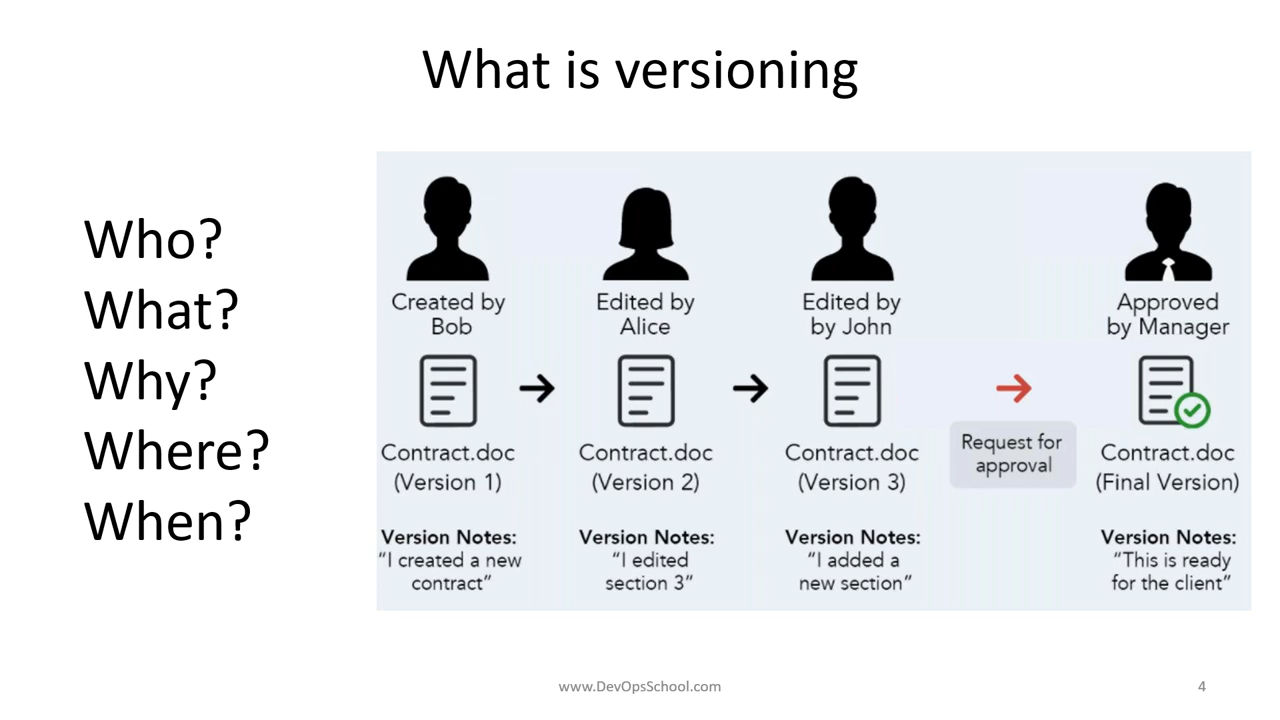 What is versioning
Who?
What?
Why?
Where?
When?
Created by
Bob
Edited by
Alice
Edited by
by John
Approved
by Manager
Contract.doc
(Version 1)
Contract.doc
(Version 2)
Contract.doc
(Version 3)
Request for
approval
Contract.doc
(Final Version)
Version Notes:
“I created a new
contract”
Version Notes:
“I edited
section 3”
Version Notes:
“I added a
new section”
Version Notes:
“This is ready
for the client”
www.DevOpsSchool.com
4